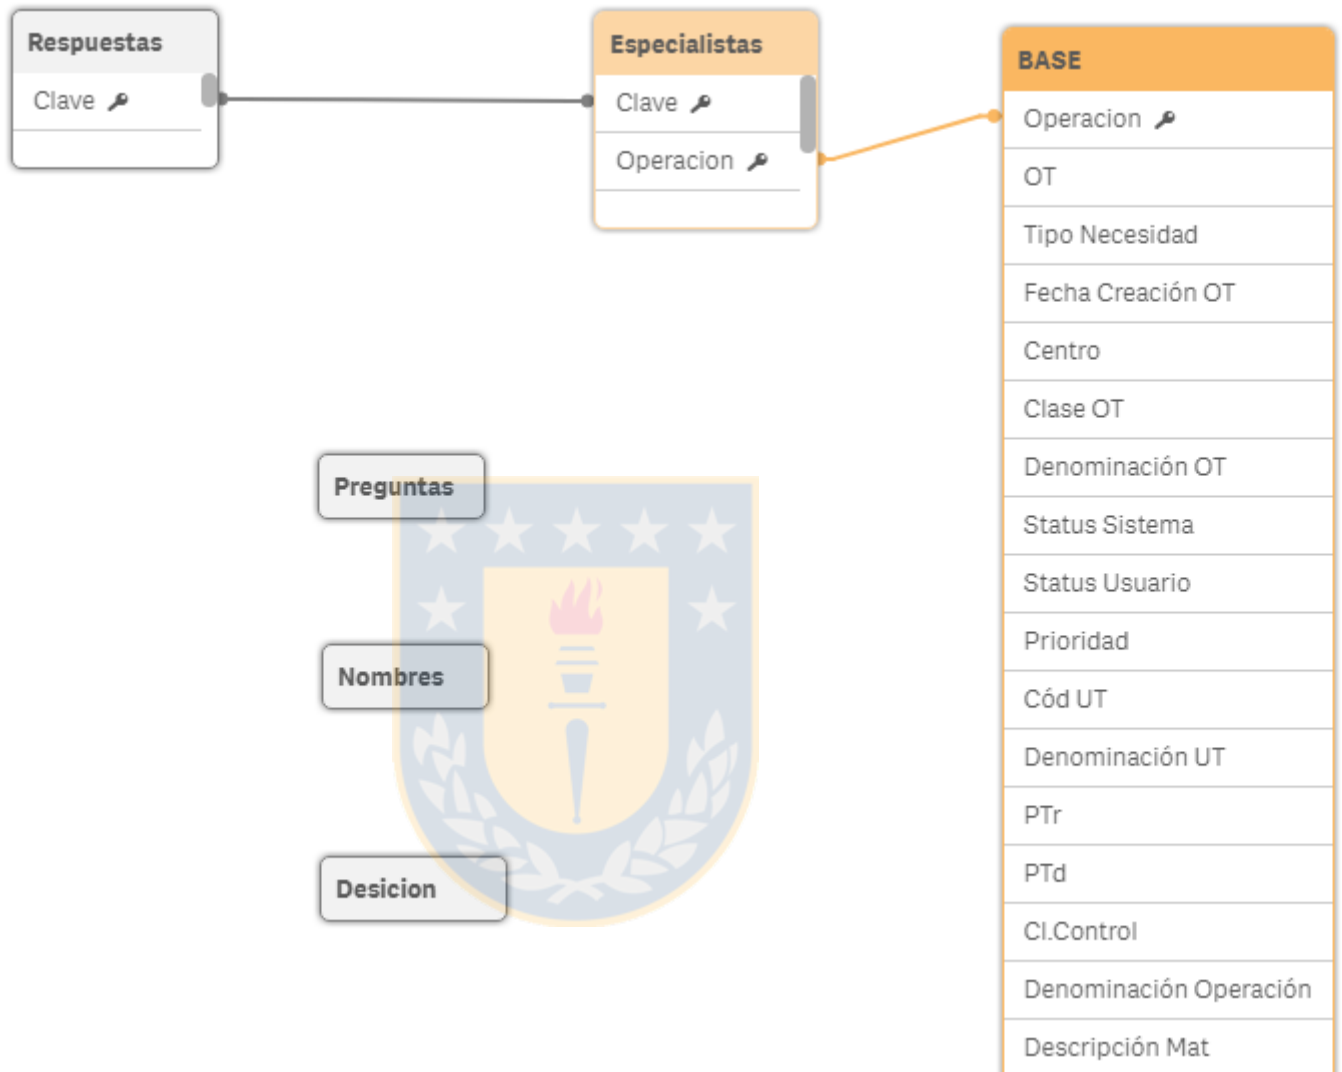 Respuestas
Clave
Especialistas
Clave
Operacion
BASE
Operacion
OT
Tipo Necesidad
Fecha Creación OT
Centro
Clase OT
Denominación OT
Status Sistema
Status Usuario
Prioridad
Cód UT
Denominación UT
PTr
PTd
Cl.Control
Denominación Operación
Descripción Mat
Preguntas
Nombres
Desicion